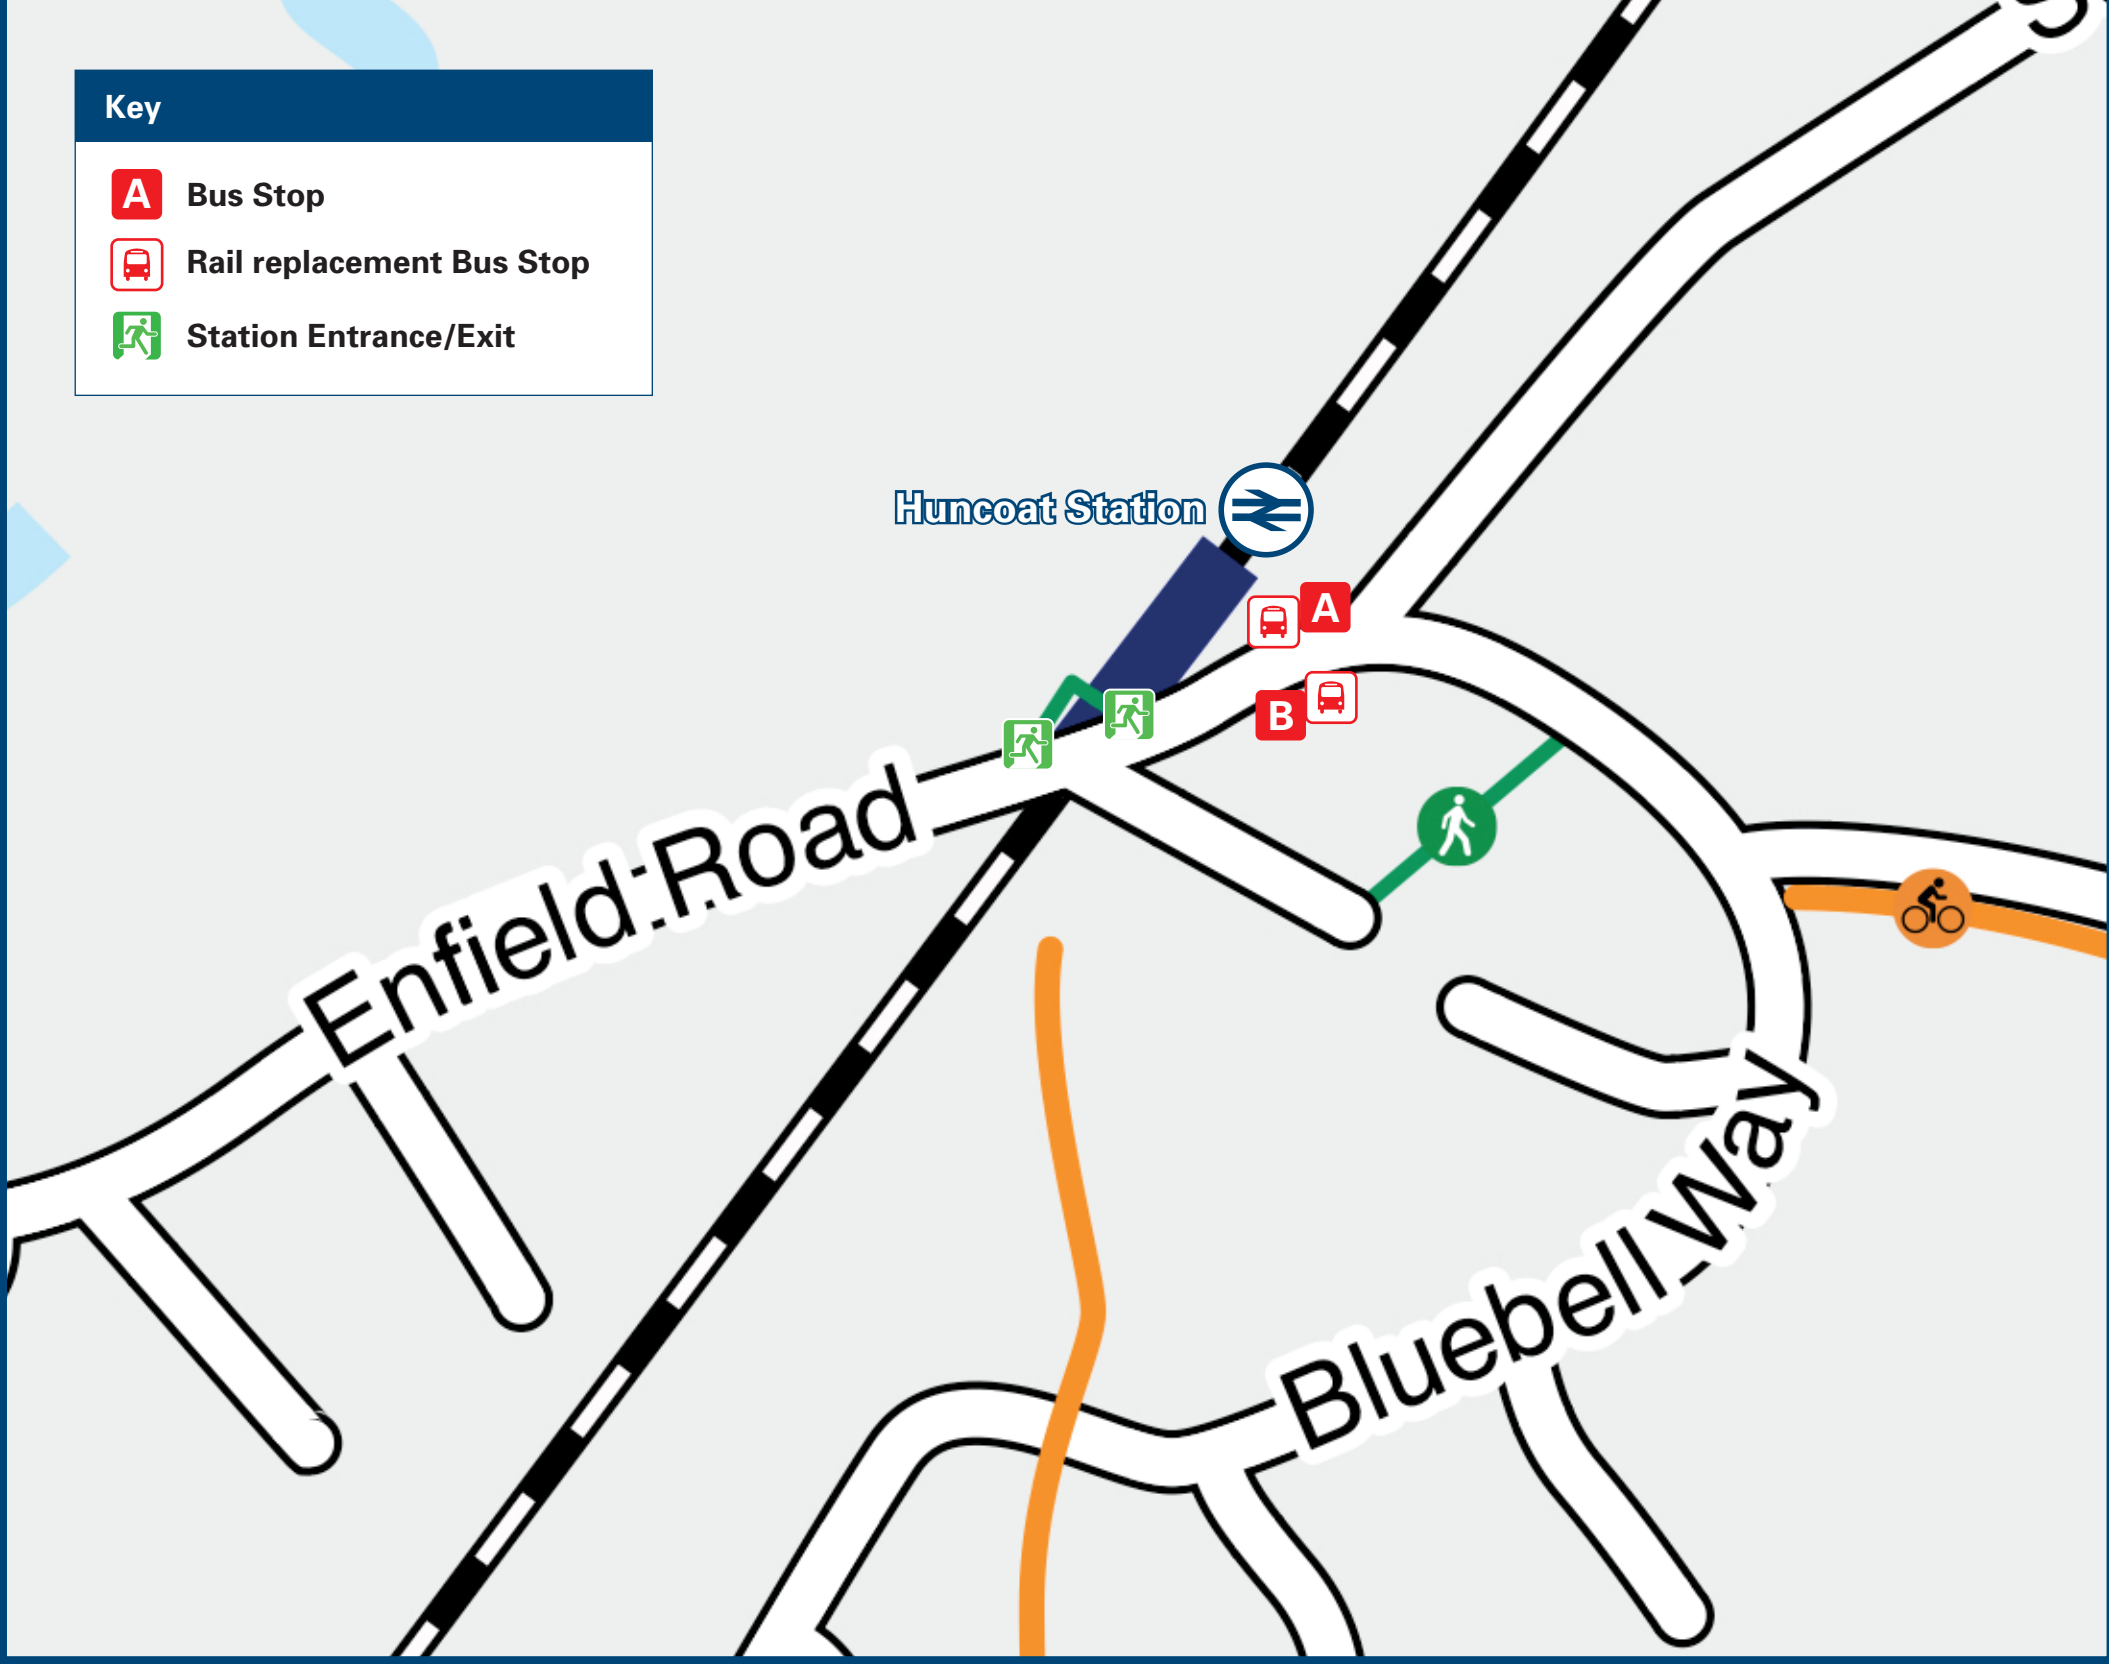 Key
A
Bus Stop
Rail replacement Bus Stop
Station Entrance/Exit
Huncoat Station
A
B
Enfield Road
Bluebell Way